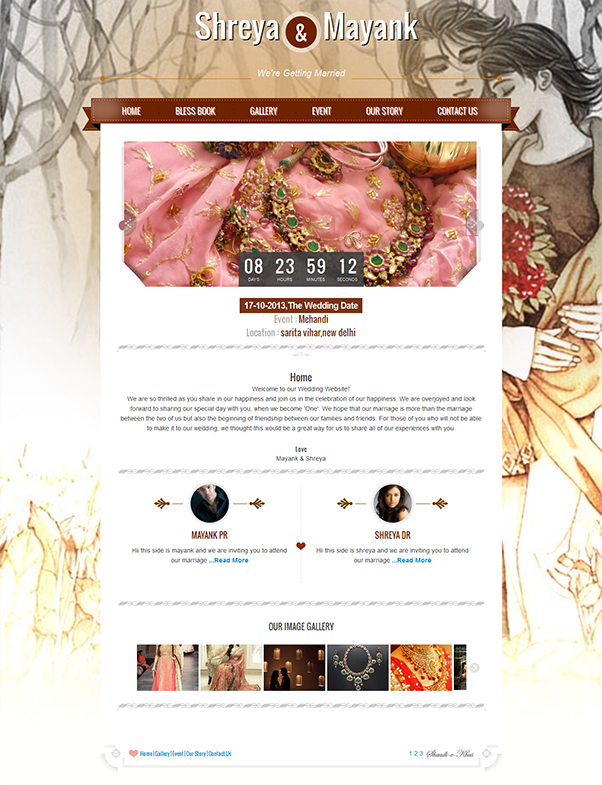 Shreya & Mayank
We're Getting Married
HOME BLESS BOOK GALLERY EVENT OUR STORY CONTACT US
08 23 59 12
DAYS HOURS MINUTES SECONDS
17-10-2013,The Wedding Date
Event : Mehandi
Location : sarita vihar,new delhi
Home
Welcome to our Wedding Website!
We are so thrilled as you share in our happiness and join us in the celebration of our happiness. We are overjoyed and look
forward to sharing our special day with you, when we become 'One'. We hope that our marriage is more than the marriage
between the two of us but also the beginning of friendship between our families and friends. For those of you who will not be able
to make it to our wedding, we thought this would be a great way for us to share all of our experiences with you.
Love
Mayank & Shreya
MAYANK PR
Hii this side is mayank and we are inviting you to attend
our marriage ...Read More
SHREYA DR
Hii this side is shreya and we are inviting you to attend
our marriage ...Read More
OUR IMAGE GALLERY
Home | Gallery | Event | Our Story | Contact Us
1 2 3 Shaadi-e-Khas